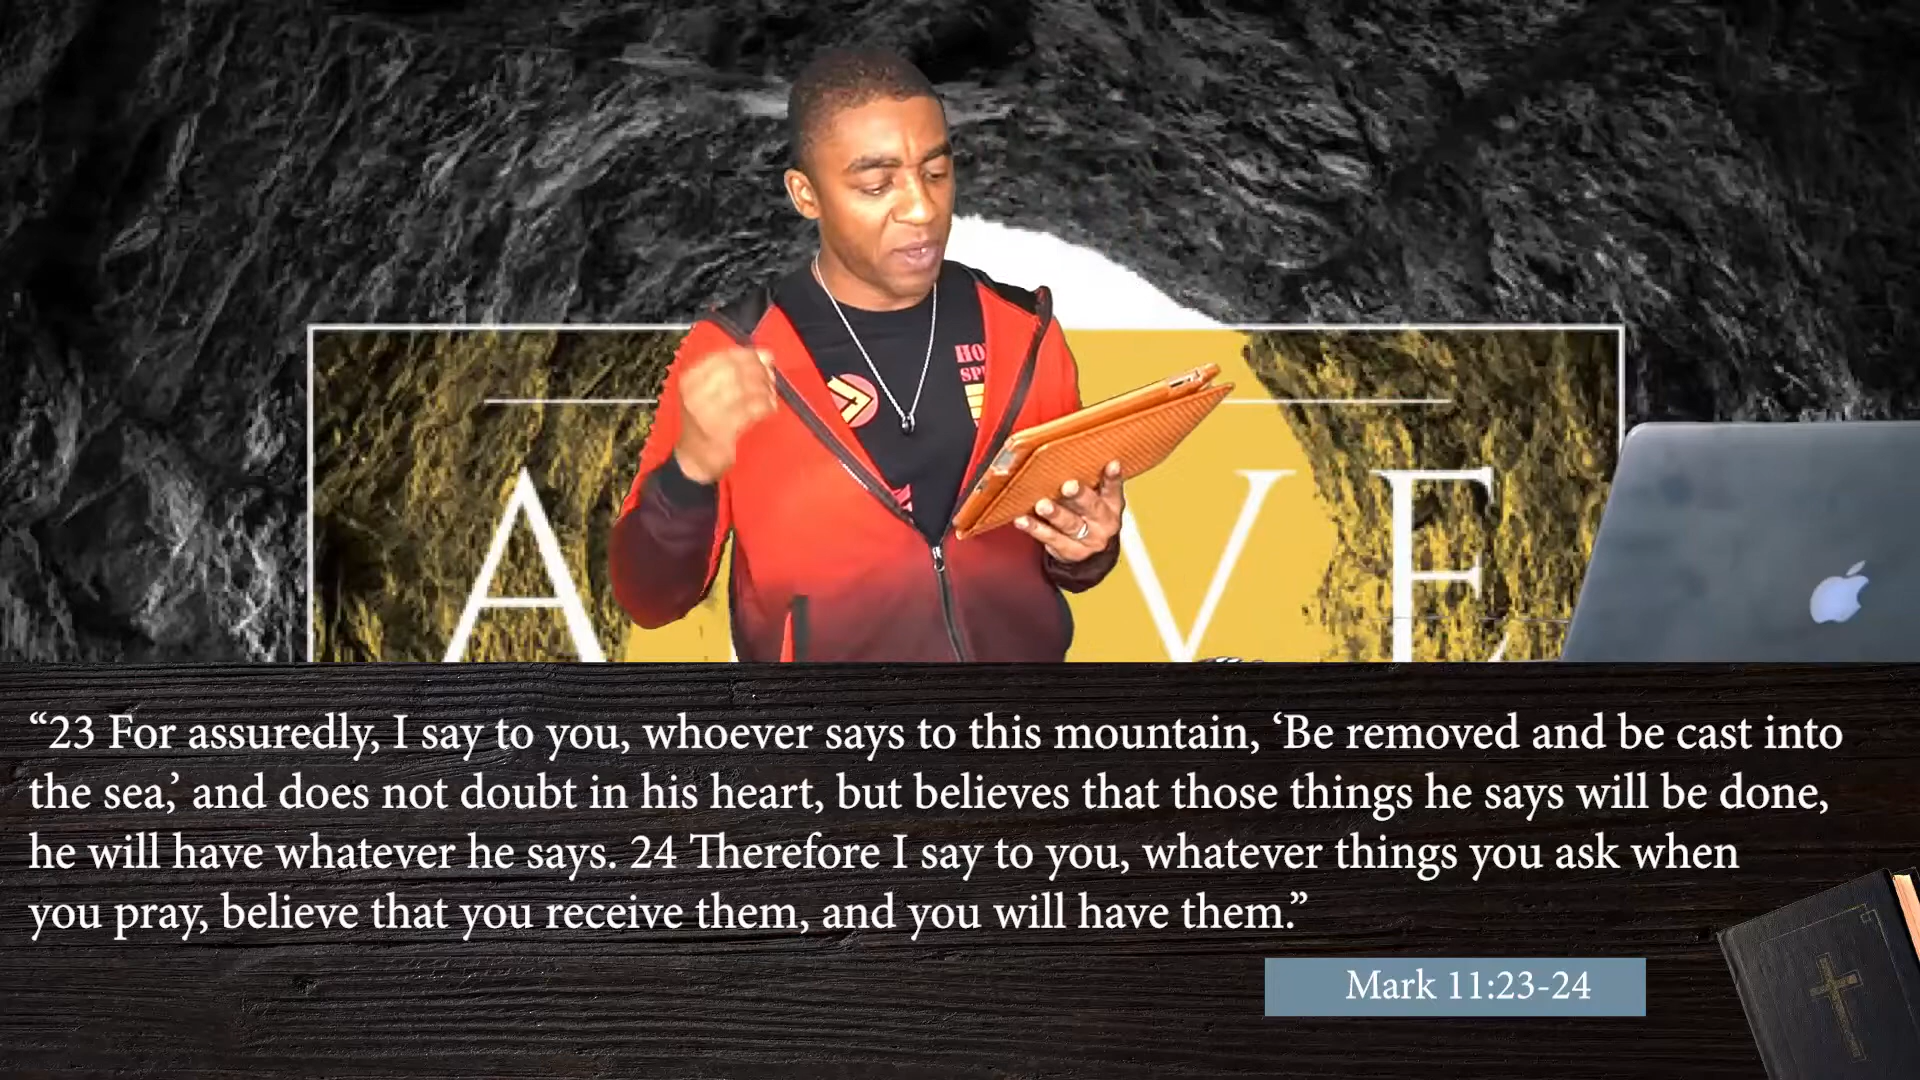 A VE
“23 For assuredly, I say to you, whoever says to this mountain, ‘Be removed and be cast into
the sea,’ and does not doubt in his heart, but believes that those things he says will be done,
he will have whatever he says. 24 Therefore I say to you, whatever things you ask when
you pray, believe that you receive them, and you will have them.”
Mark 11:23-24